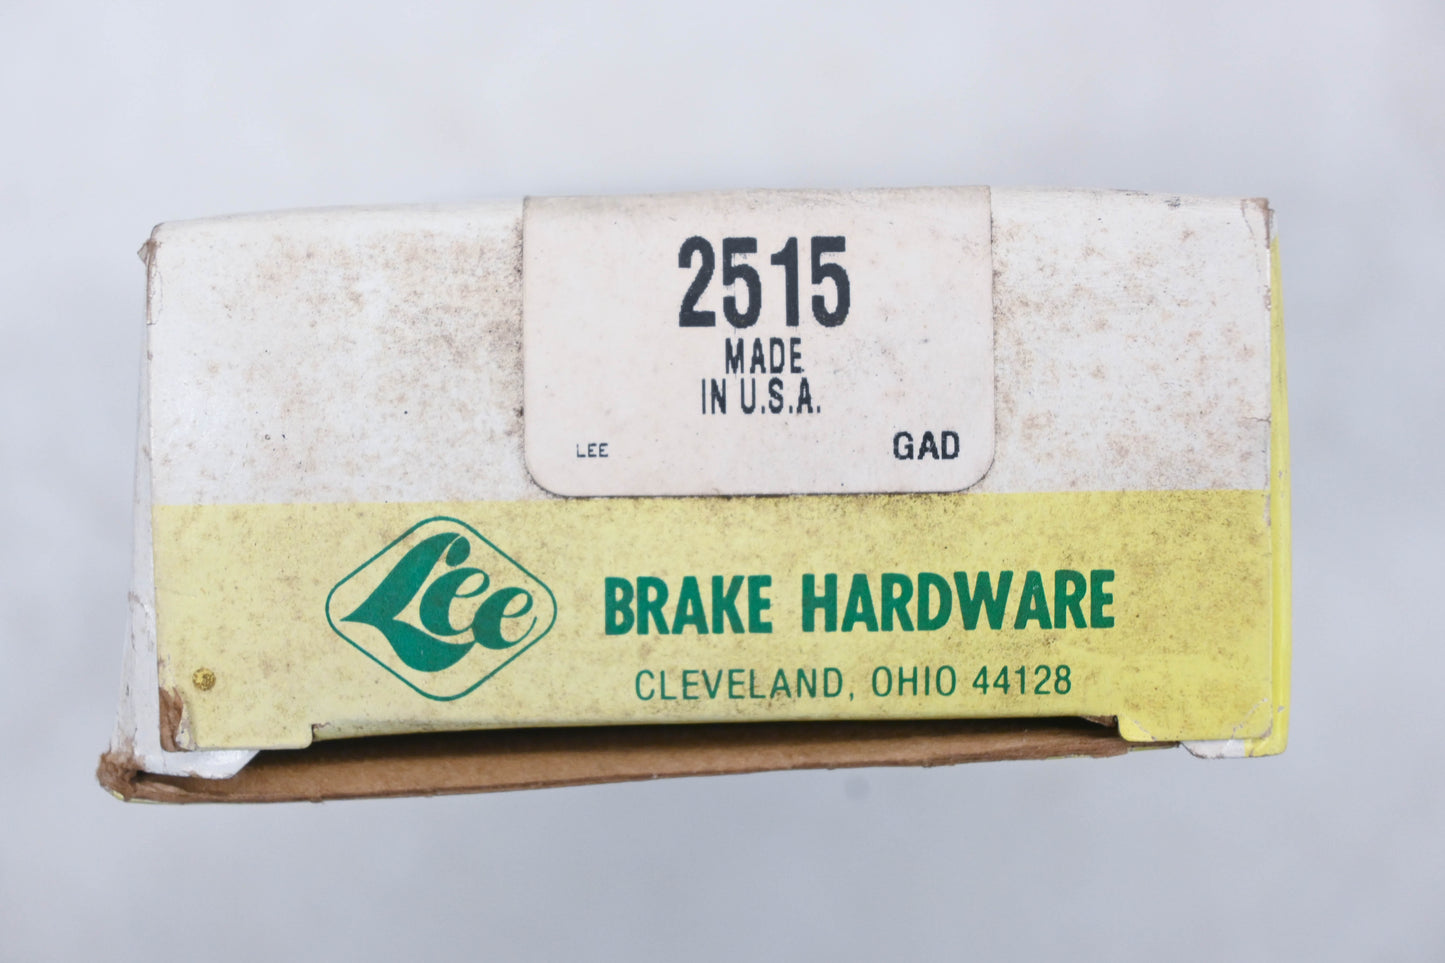 2515
MADE
IN U.S.A.
LEE GAD
Lee
BRAKE HARDWARE
CLEVELAND, OHIO 44128